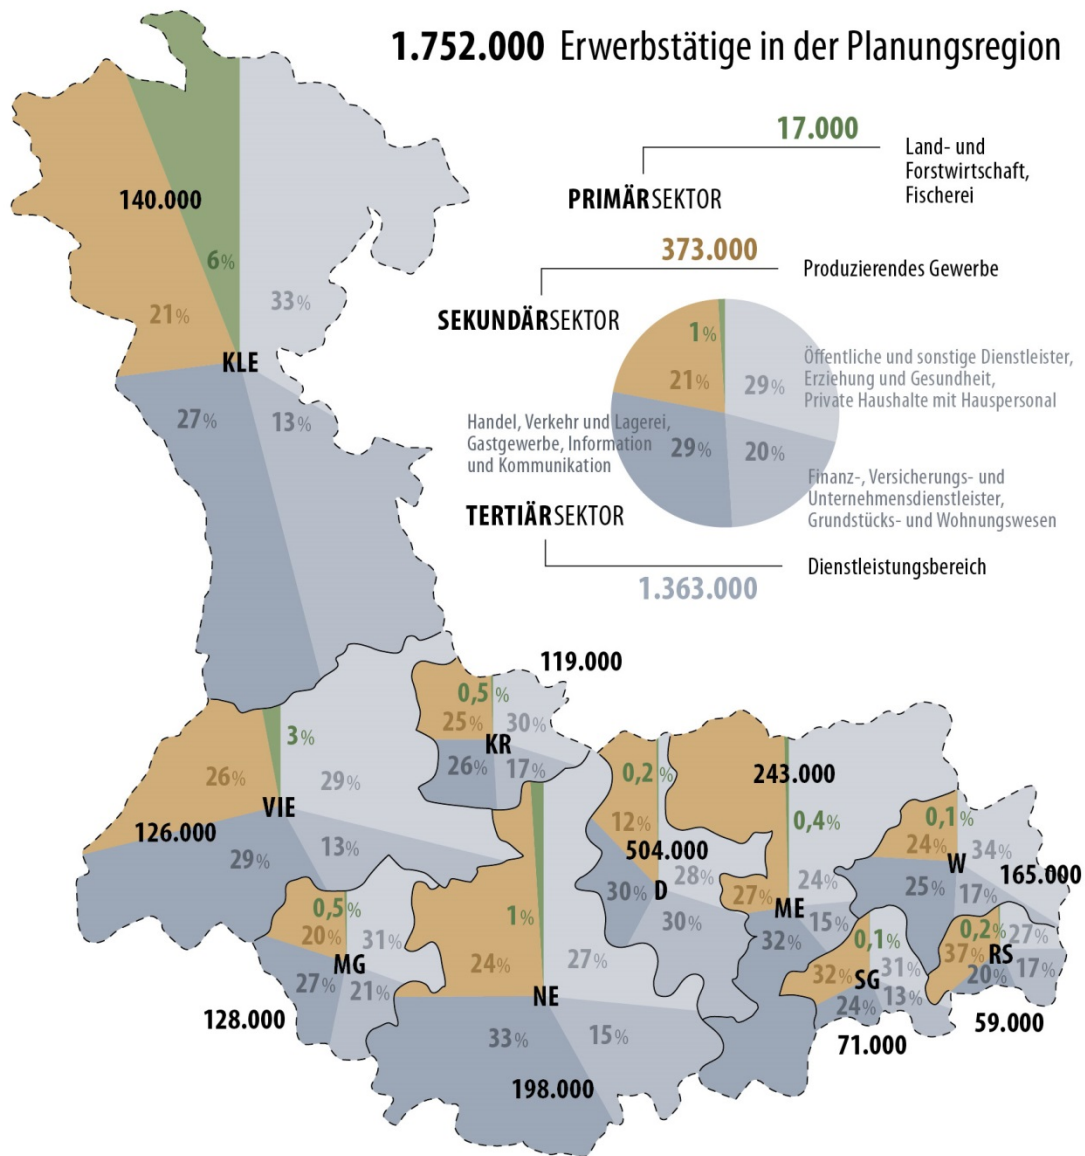 1.752.000 Erwerbstätige in der Planungsregion
17.000
Land- und
Forstwirtschaft,
Fischerei
PRIMÄRSEKTOR
373.000
Produzierendes Gewerbe
SEKUNDÄRSEKTOR
1%
21%
29%
29%
20%
Öffentliche und sonstige Dienstleister,
Erziehung und Gesundheit,
Private Haushalte mit Hauspersonal
Handel, Verkehr und Lagerei,
Gastgewerbe, Information
und Kommunikation
Finanz-, Versicherungs- und
Unternehmensdienstleister,
Grundstücks- und Wohnungswesen
TERTIÄRSEKTOR
Dienstleistungsbereich
1.363.000
140.000
6%
33%
21%
KLE
27%
13%
119.000
0,5%
25%
30%
KR
26%
17%
3%
26%
29%
VIE
126.000
13%
29%
0,2%
12%
504.000
28%
30%
D
30%
243.000
0,4%
27%
24%
ME
15%
32%
0,1%
24%
34%
W
165.000
25%
17%
0,5%
20%
31%
MG
27%
21%
128.000
1%
24%
27%
NE
33%
15%
198.000
0,1%
32%
31%
SG
24%
13%
71.000
0,2%
27%
37%
RS
20%
17%
59.000